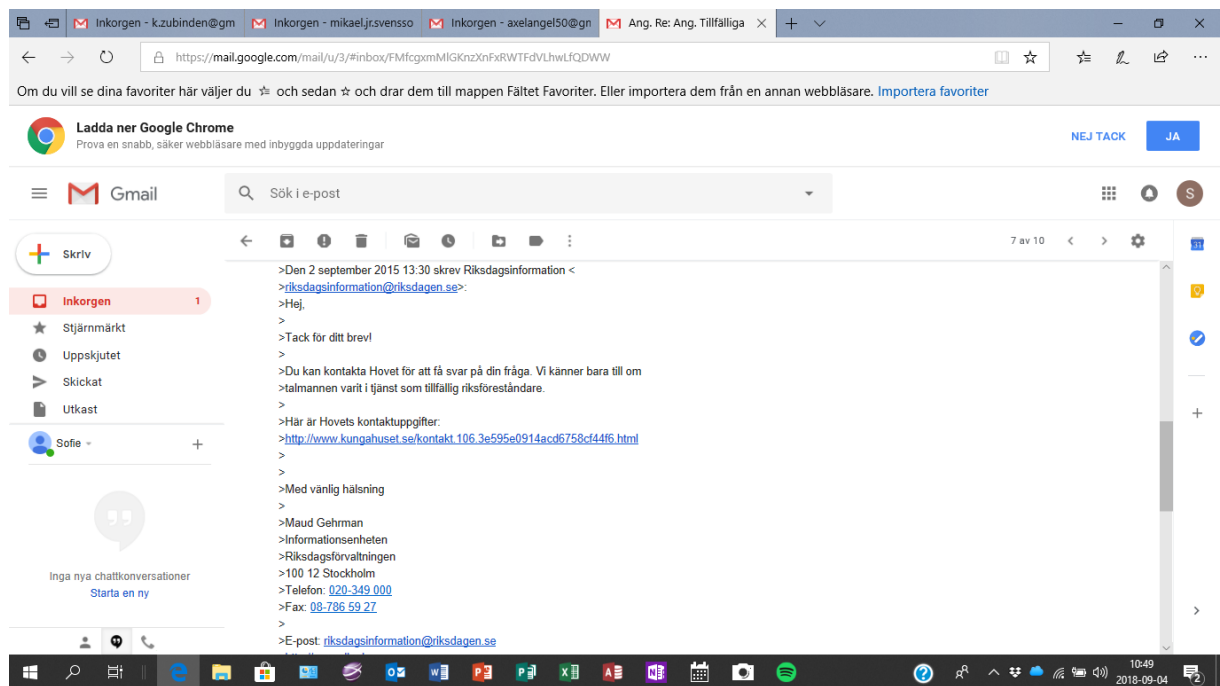 Inkorgen - k.zubinden@gm
Inkorgen - mikael.jr.svensso
Inkorgen - axelangel50@gn
Ang. Re: Ang. Tillfälliga
https://mail.google.com/mail/u/3/#inbox/FMfcgxmMlGKnzXnFxRWTFdVLhwLfQDWW
Om du vill se dina favoriter här väljer du och sedan och drar dem till mappen Fältet Favoriter. Eller importera dem från en annan webbläsare. Importera favoriter
Ladda ner Google Chrome
Prova en snabb, säker webbläsare med inbyggda uppdateringar
NEJ TACK
JA
Gmail
Sök i e-post
S
Skriv
7 av 10
31
Inkorgen 1
Stjärnmärkt
Uppskjutet
Skickat
Utkast
Sofie
Inga nya chattkonversationer
Starta en ny
>Den 2 september 2015 13:30 skrev Riksdagsinformation <
>riksdagsinformation@riksdagen.se>:
>Hej,
>
>Tack för ditt brev!
>
>Du kan kontakta Hovet för att få svar på din fråga. Vi känner bara till om
>talmannen varit i tjänst som tillfällig riksföreståndare.
>
>Här är Hovets kontaktuppgifter:
>http://www.kungahuset.se/kontakt.106.3e595e0914acd6758cf44f6.html
>
>
>Med vänlig hälsning
>
>Maud Gehrman
>Informationsenheten
>Riksdagsförvaltningen
>100 12 Stockholm
>Telefon: 020-349 000
>Fax: 08-786 59 27
>
>E-post: riksdagsinformation@riksdagen.se
10:49
2018-09-04